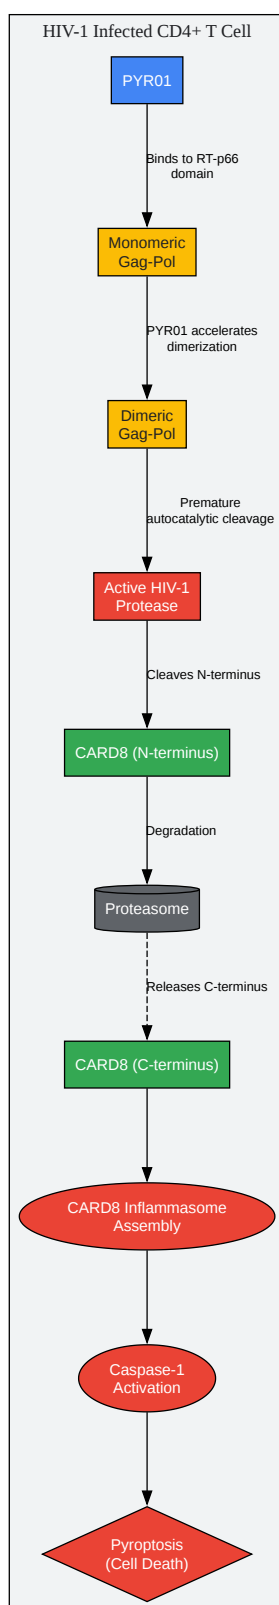 HIV-1 Infected CD4+ T Cell
PYR01
Binds to RT-p66
domain
Monomeric
Gag-Pol
PYR01 accelerates
dimerization
Dimeric
Gag-Pol
Premature
autocatalytic cleavage
Active HIV-1
Protease
Cleaves N-terminus
CARD8 (N-terminus)
Degradation
Proteasome
Releases C-terminus
CARD8 (C-terminus)
CARD8 Inflammasome
Assembly
Caspase-1
Activation
Pyroptosis
(Cell Death)